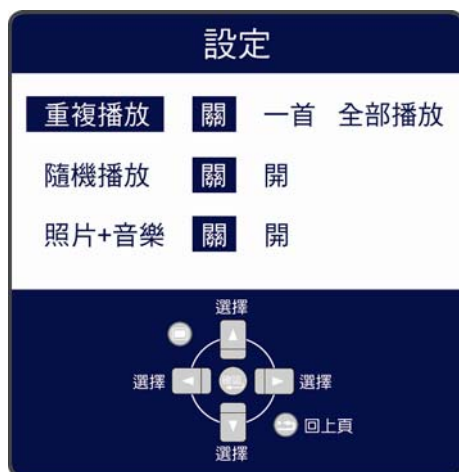 設定
重複播放 關 一首 全部播放
隨機播放 關 開
照片+音樂 關 開
選擇
選擇 選擇
回上頁
選擇